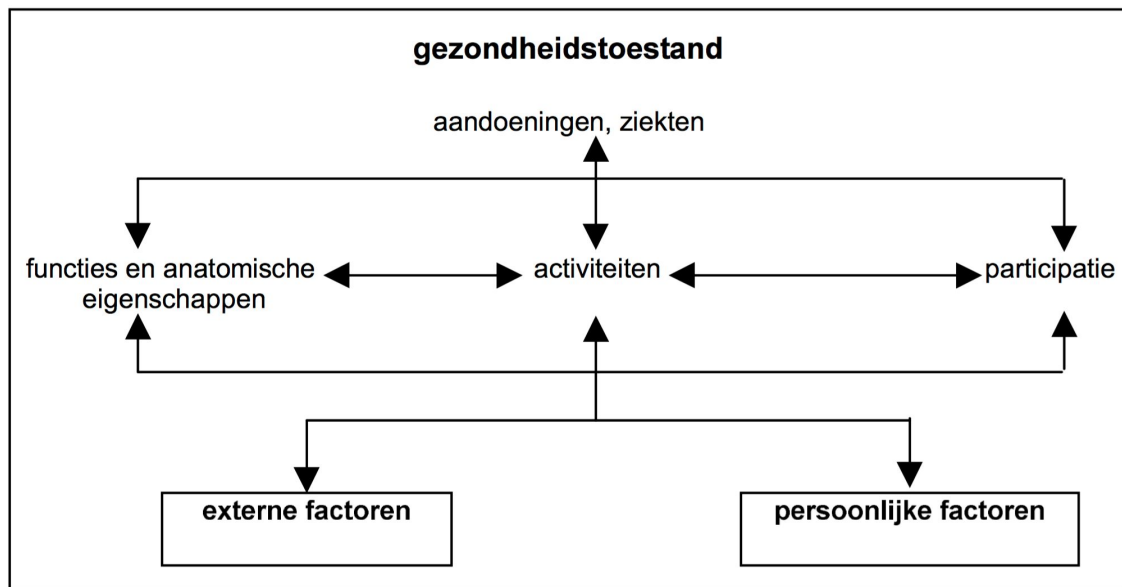 gezondheidstoestand
aandoeningen, ziekten
functies en anatomische
eigenschappen
activiteiten
participatie
externe factoren
persoonlijke factoren